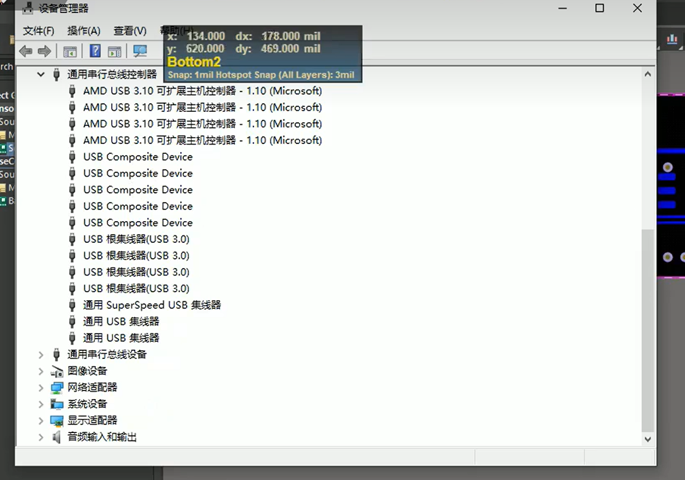 设备管理器
文件(F) 操作(A) 查看(V) 帮助(H)
x: 134.000 dx: 178.000 mil
y: 620.000 dy: 469.000 mil
Bottom2
Snap: 1mil Hotspot Snap (All Layers): 3mil
通用串行总线控制器
AMD USB 3.10 可扩展主机控制器 - 1.10 (Microsoft)
AMD USB 3.10 可扩展主机控制器 - 1.10 (Microsoft)
AMD USB 3.10 可扩展主机控制器 - 1.10 (Microsoft)
AMD USB 3.10 可扩展主机控制器 - 1.10 (Microsoft)
USB Composite Device
USB Composite Device
USB Composite Device
USB Composite Device
USB Composite Device
USB 根集线器(USB 3.0)
USB 根集线器(USB 3.0)
USB 根集线器(USB 3.0)
USB 根集线器(USB 3.0)
通用 SuperSpeed USB 集线器
通用 USB 集线器
通用 USB 集线器
通用串行总线设备
图像设备
网络适配器
系统设备
显示适配器
音频输入和输出